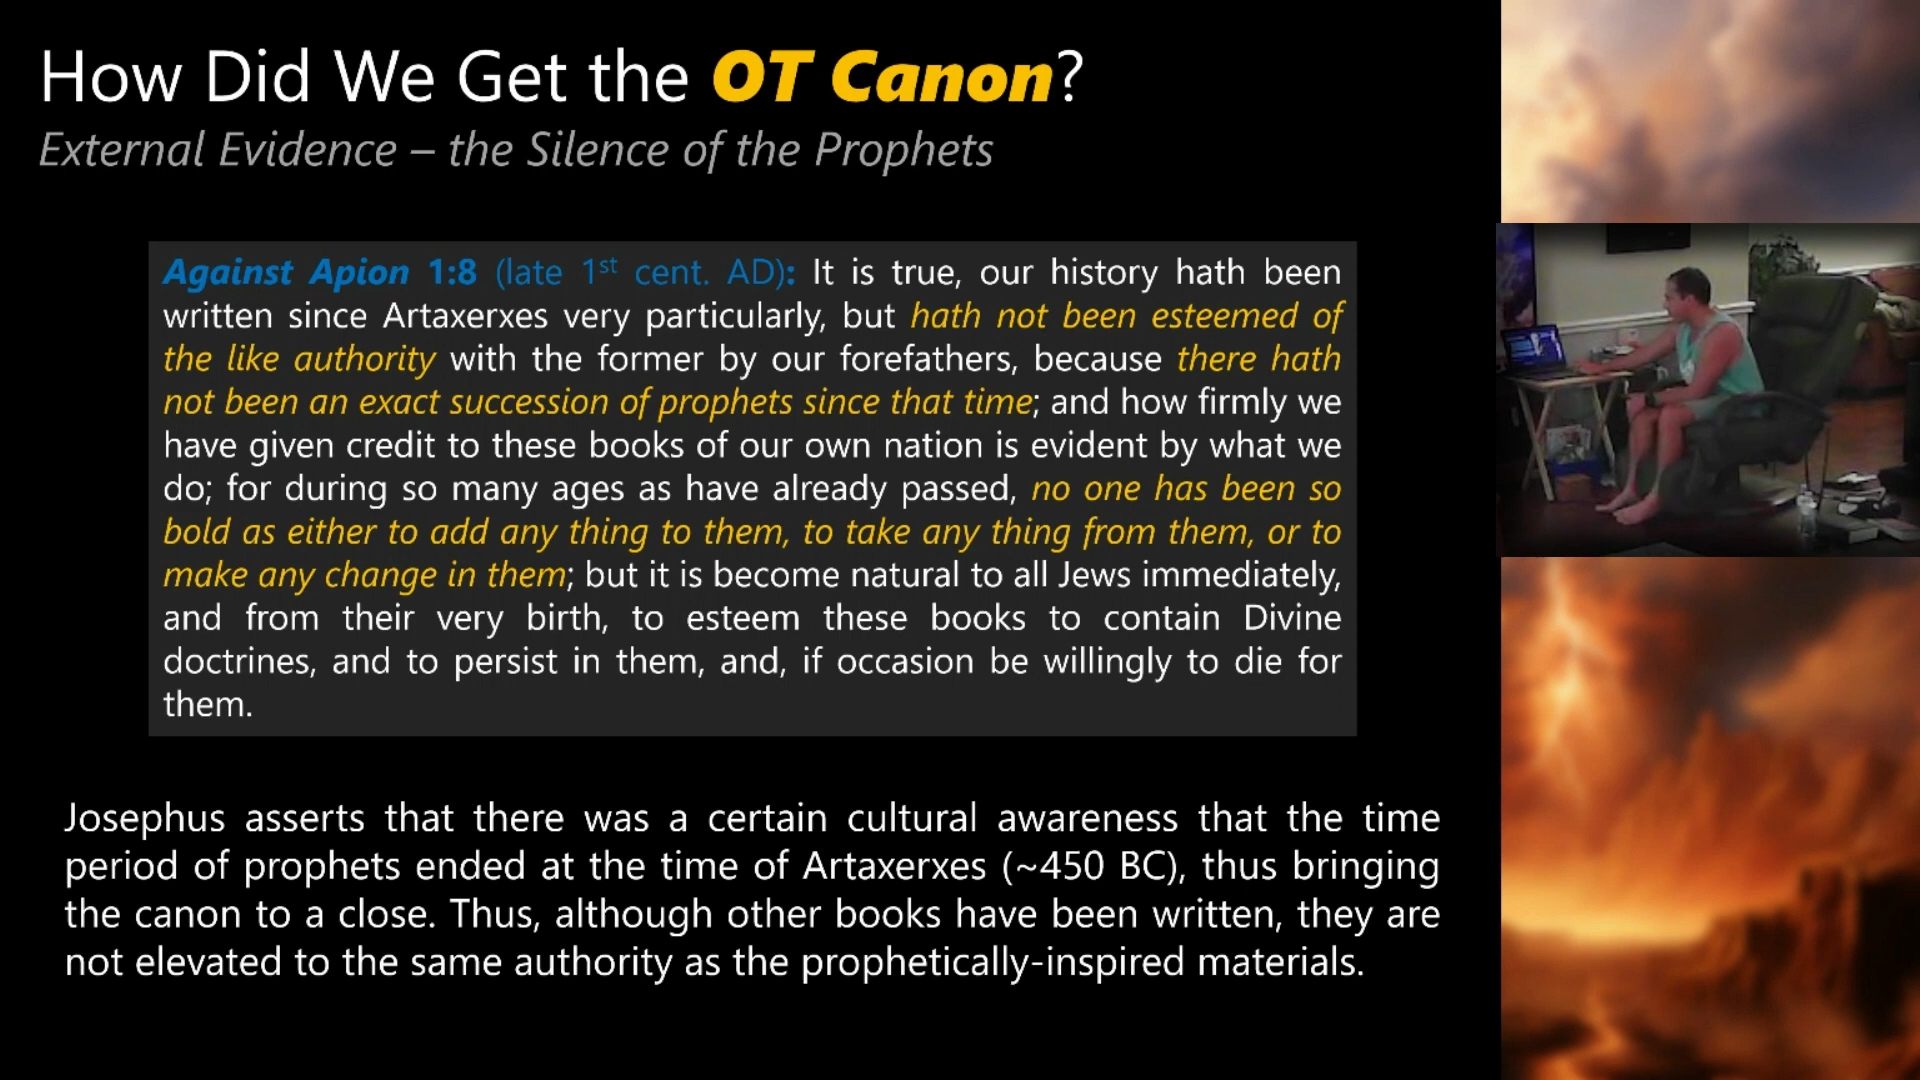 How Did We Get the OT Canon?
External Evidence – the Silence of the Prophets
Against Apion 1:8 (late 1st cent. AD): It is true, our history hath been
written since Artaxerxes very particularly, but hath not been esteemed of
the like authority with the former by our forefathers, because there hath
not been an exact succession of prophets since that time; and how firmly we
have given credit to these books of our own nation is evident by what we
do; for during so many ages as have already passed, no one has been so
bold as either to add any thing to them, to take any thing from them, or to
make any change in them; but it is become natural to all Jews immediately,
and from their very birth, to esteem these books to contain Divine
doctrines, and to persist in them, and, if occasion be willingly to die for
them.
Josephus asserts that there was a certain cultural awareness that the time
period of prophets ended at the time of Artaxerxes (~450 BC), thus bringing
the canon to a close. Thus, although other books have been written, they are
not elevated to the same authority as the prophetically-inspired materials.